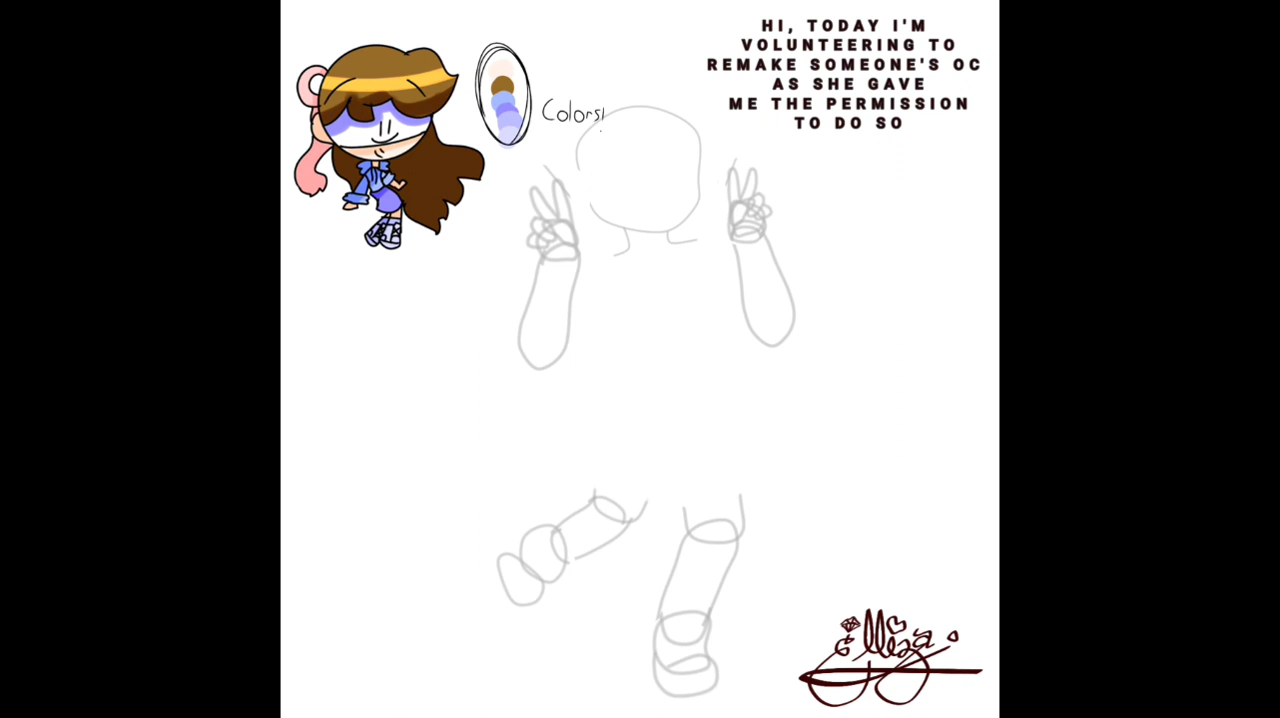 HI, TODAY I'M
VOLUNTEERING TO
REMAKE SOMEONE'S OC
AS SHE GAVE
ME THE PERMISSION
TO DO SO
Colors!